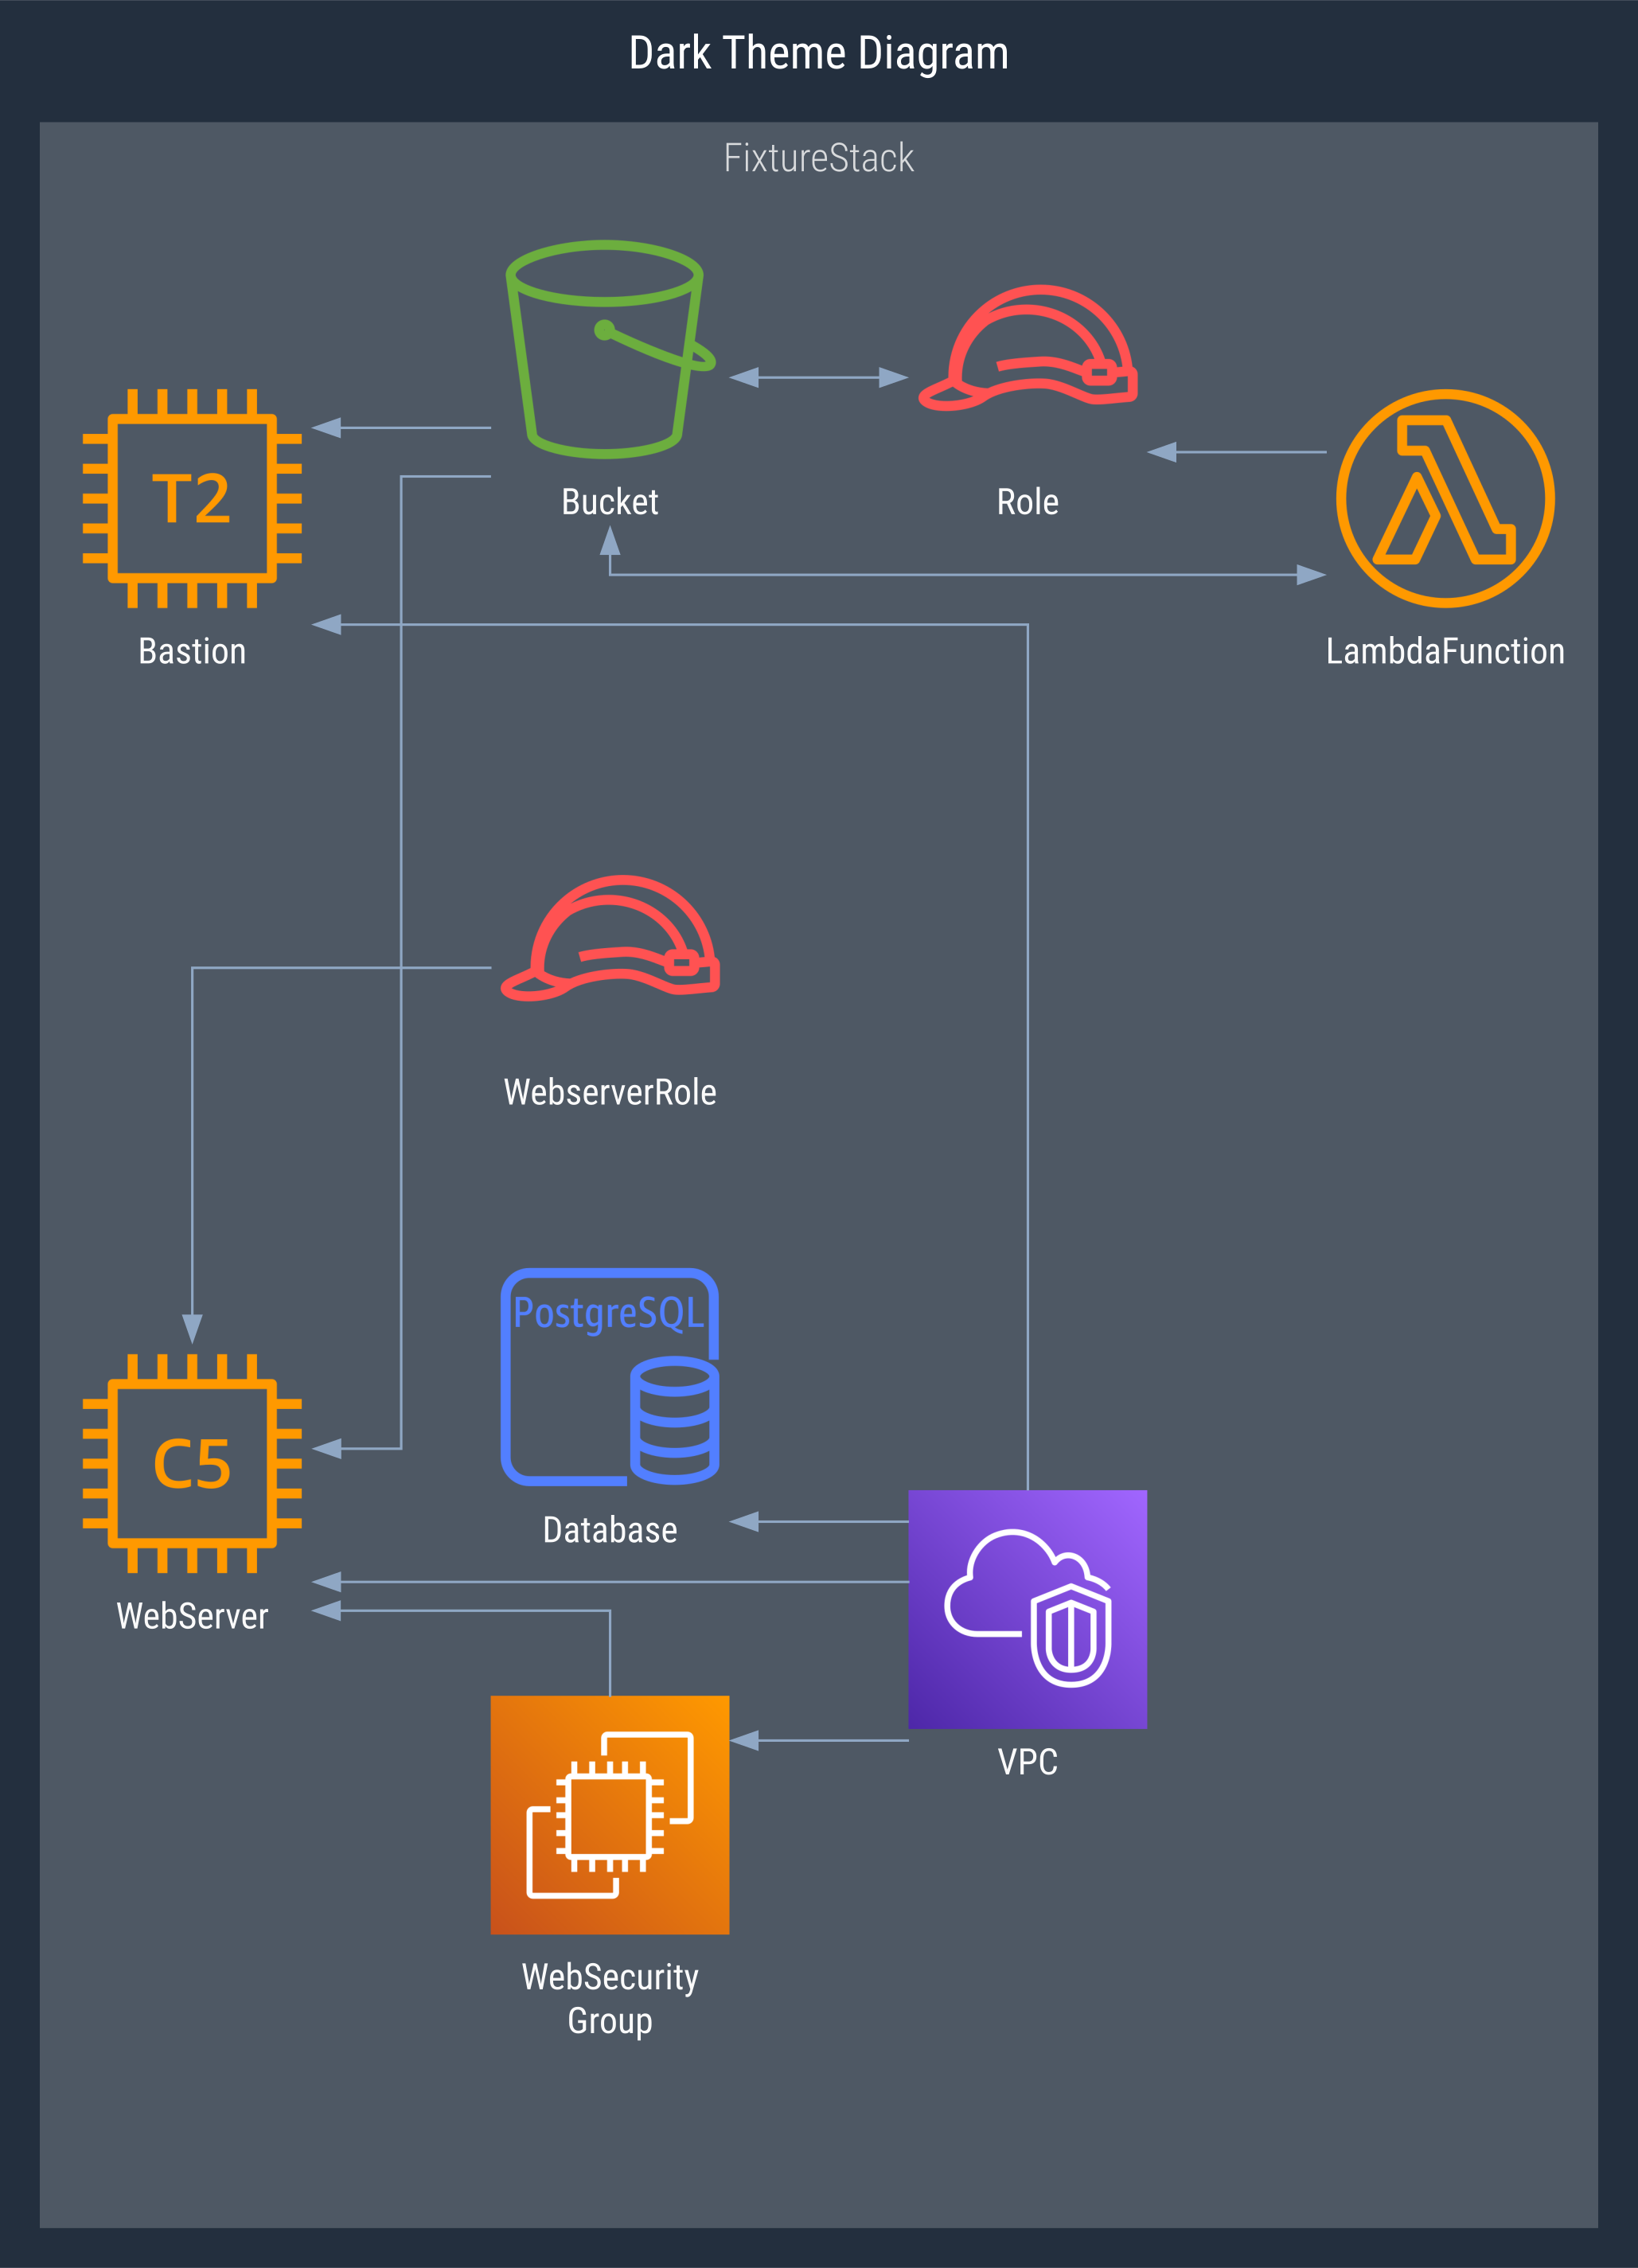 Dark Theme Diagram
FixtureStack
Bucket
Role
T2
Bastion
LambdaFunction
WebserverRole
PostgreSQL
Database
C5
WebServer
VPC
WebSecurity
Group